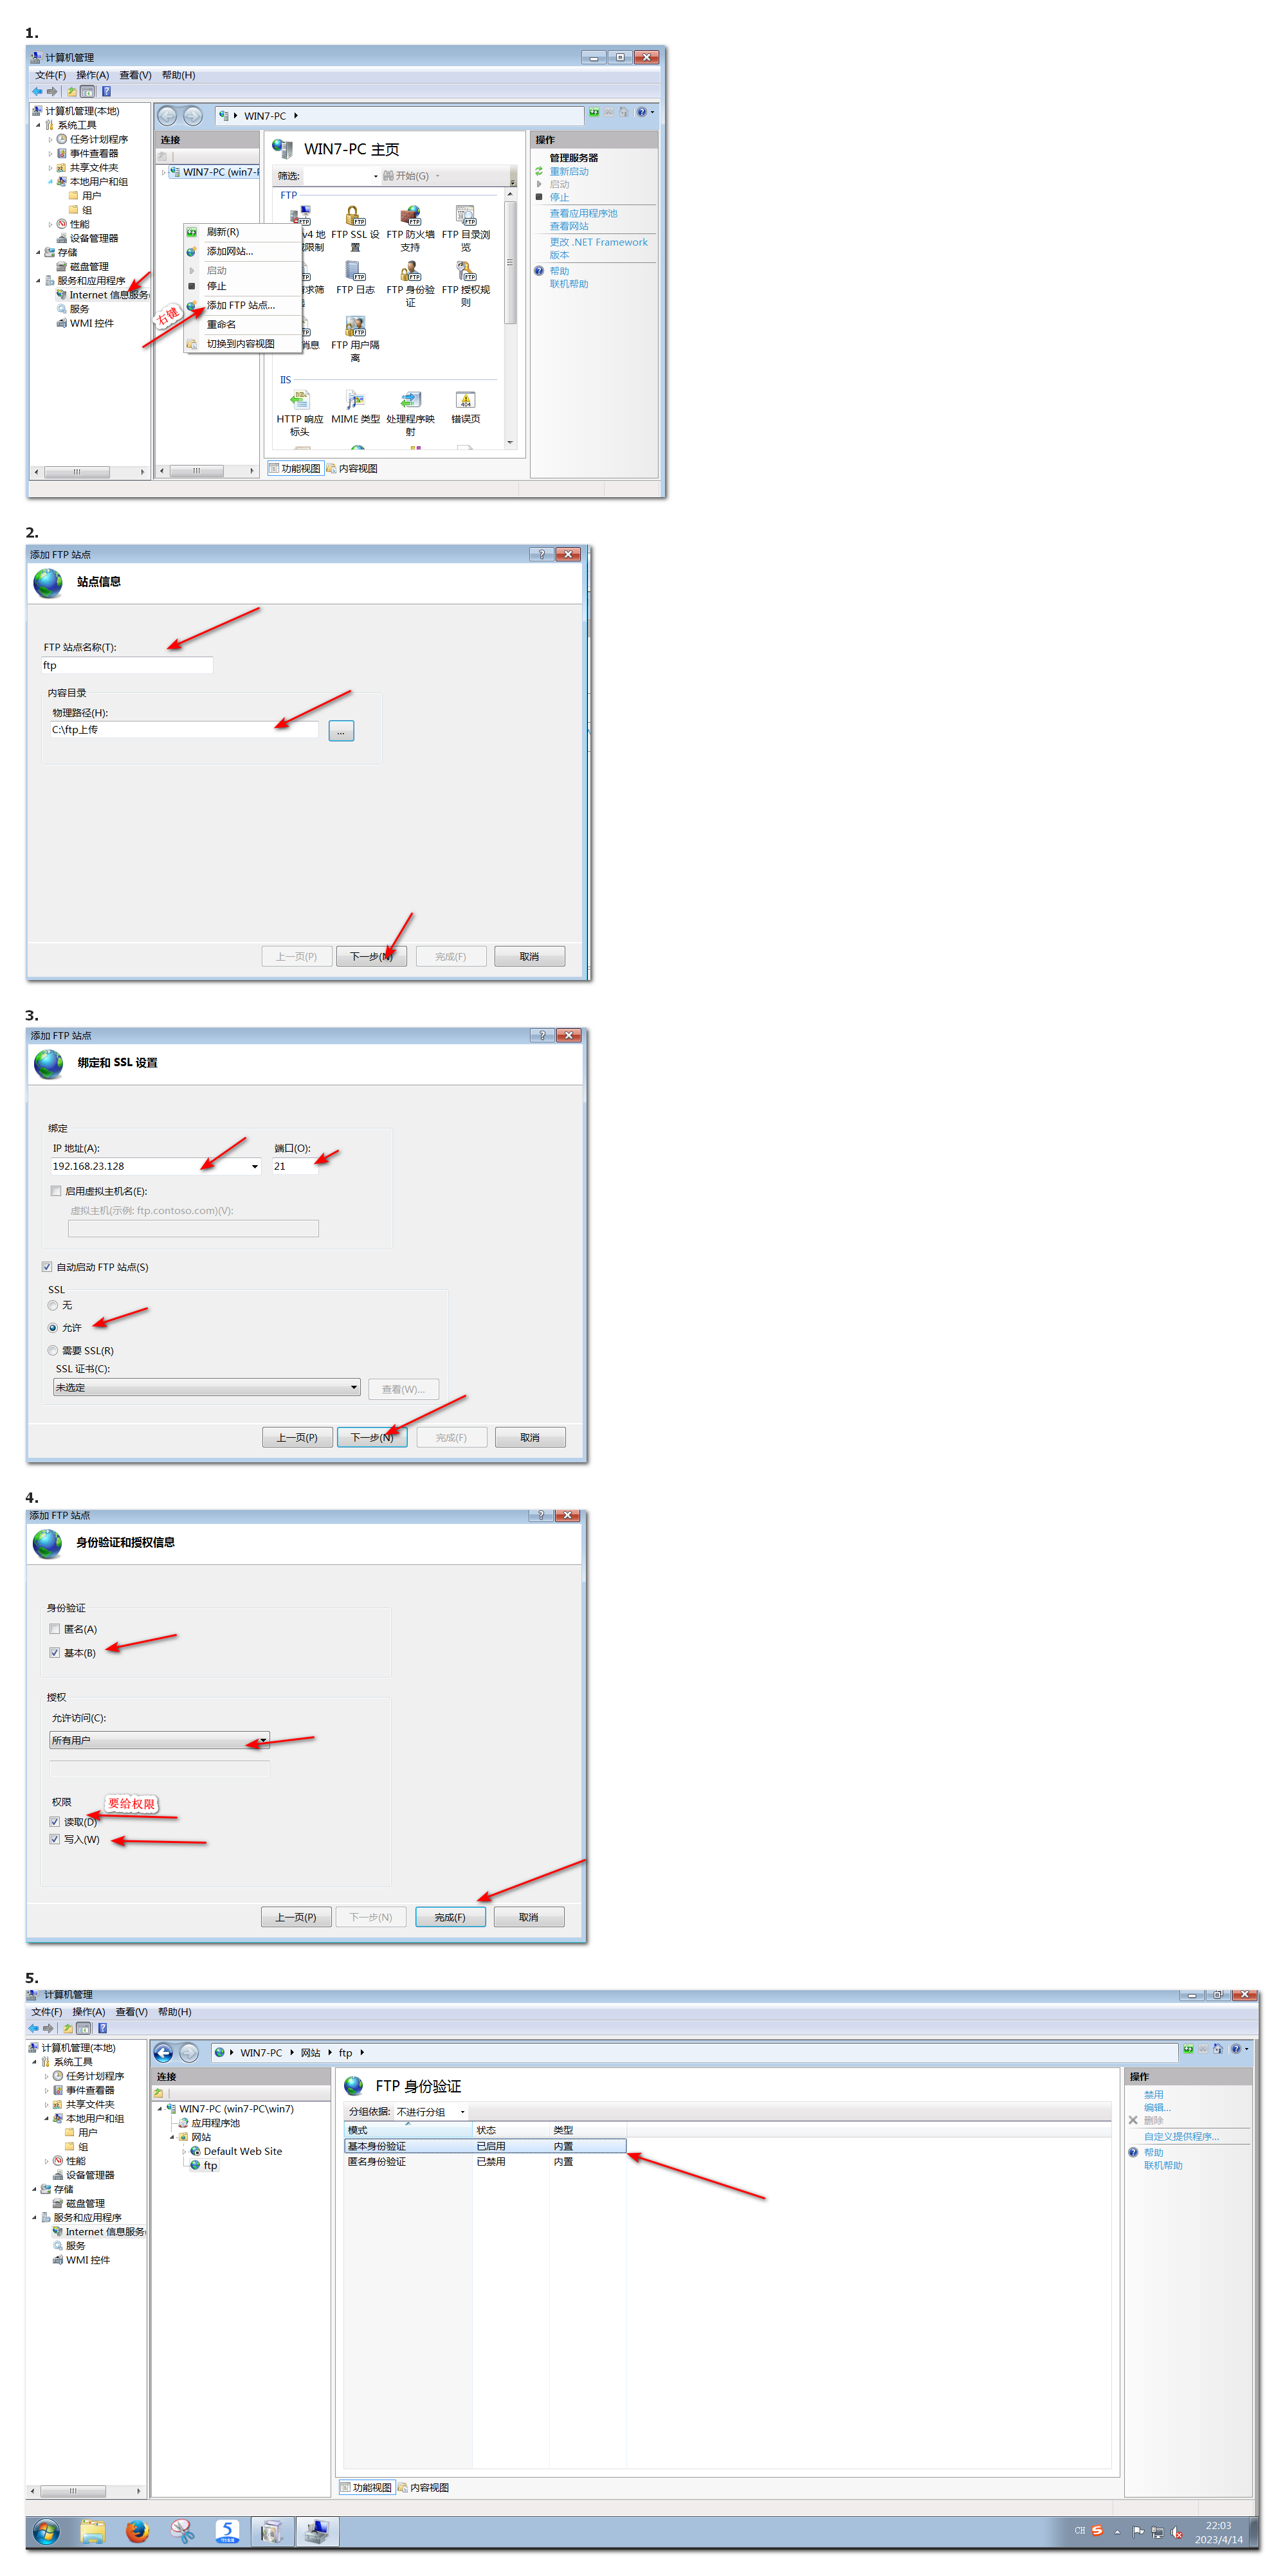 1.
计算机管理
文件(F) 操作(A) 查看(V) 帮助(H)
计算机管理(本地)
系统工具
任务计划程序
事件查看器
共享文件夹
本地用户和组
用户
组
性能
设备管理器
存储
磁盘管理
服务和应用程序
Internet 信息服务
服务
WMI 控件
WIN7-PC
连接
WIN7-PC (win7-
刷新(R)
添加网站...
启动
停止
添加 FTP 站点...
重命名
切换到内容视图
右键
WIN7-PC 主页
筛选: 开始(G)
FTP
v4 地 FTP SSL 设 FTP 防火墙 FTP 目录浏
限制 置 支持 览
求筛 FTP 日志 FTP 身份验 FTP 授权规
证 则
消息 FTP 用户隔
离
IIS
HTTP 响应 MIME 类型 处理程序映 错误页
标头 射
功能视图 内容视图
操作
管理服务器
重新启动
启动
停止
查看应用程序池
查看网站
更改 .NET Framework
版本
帮助
联机帮助
2.
添加 FTP 站点
站点信息
FTP 站点名称(T):
ftp
内容目录
物理路径(H):
C:\ftp上传
...
上一页(P) 下一步(N) 完成(F) 取消
3.
添加 FTP 站点
绑定和 SSL 设置
绑定
IP 地址(A): 端口(O):
192.168.23.128 21
启用虚拟主机名(E):
虚拟主机(示例: ftp.contoso.com)(V):
自动启动 FTP 站点(S)
SSL
无
允许
需要 SSL(R)
SSL 证书(C):
未选定 查看(W)...
上一页(P) 下一步(N) 完成(F) 取消
4.
添加 FTP 站点
身份验证和授权信息
身份验证
匿名(A)
基本(B)
授权
允许访问(C):
所有用户
权限
要给权限
读取(D)
写入(W)
上一页(P) 下一步(N) 完成(F) 取消
5.
计算机管理
文件(F) 操作(A) 查看(V) 帮助(H)
计算机管理(本地)
系统工具
任务计划程序
事件查看器
共享文件夹
本地用户和组
用户
组
性能
设备管理器
存储
磁盘管理
服务和应用程序
Internet 信息服务
服务
WMI 控件
WIN7-PC 网站 ftp
连接
WIN7-PC (win7-PC\win7)
应用程序池
网站
Default Web Site
ftp
FTP 身份验证
分组依据: 不进行分组
模式 状态 类型
基本身份验证 已启用 内置
匿名身份验证 已禁用 内置
功能视图 内容视图
操作
禁用
编辑...
删除
自定义提供程序...
帮助
联机帮助
CH
22:03
2023/4/14